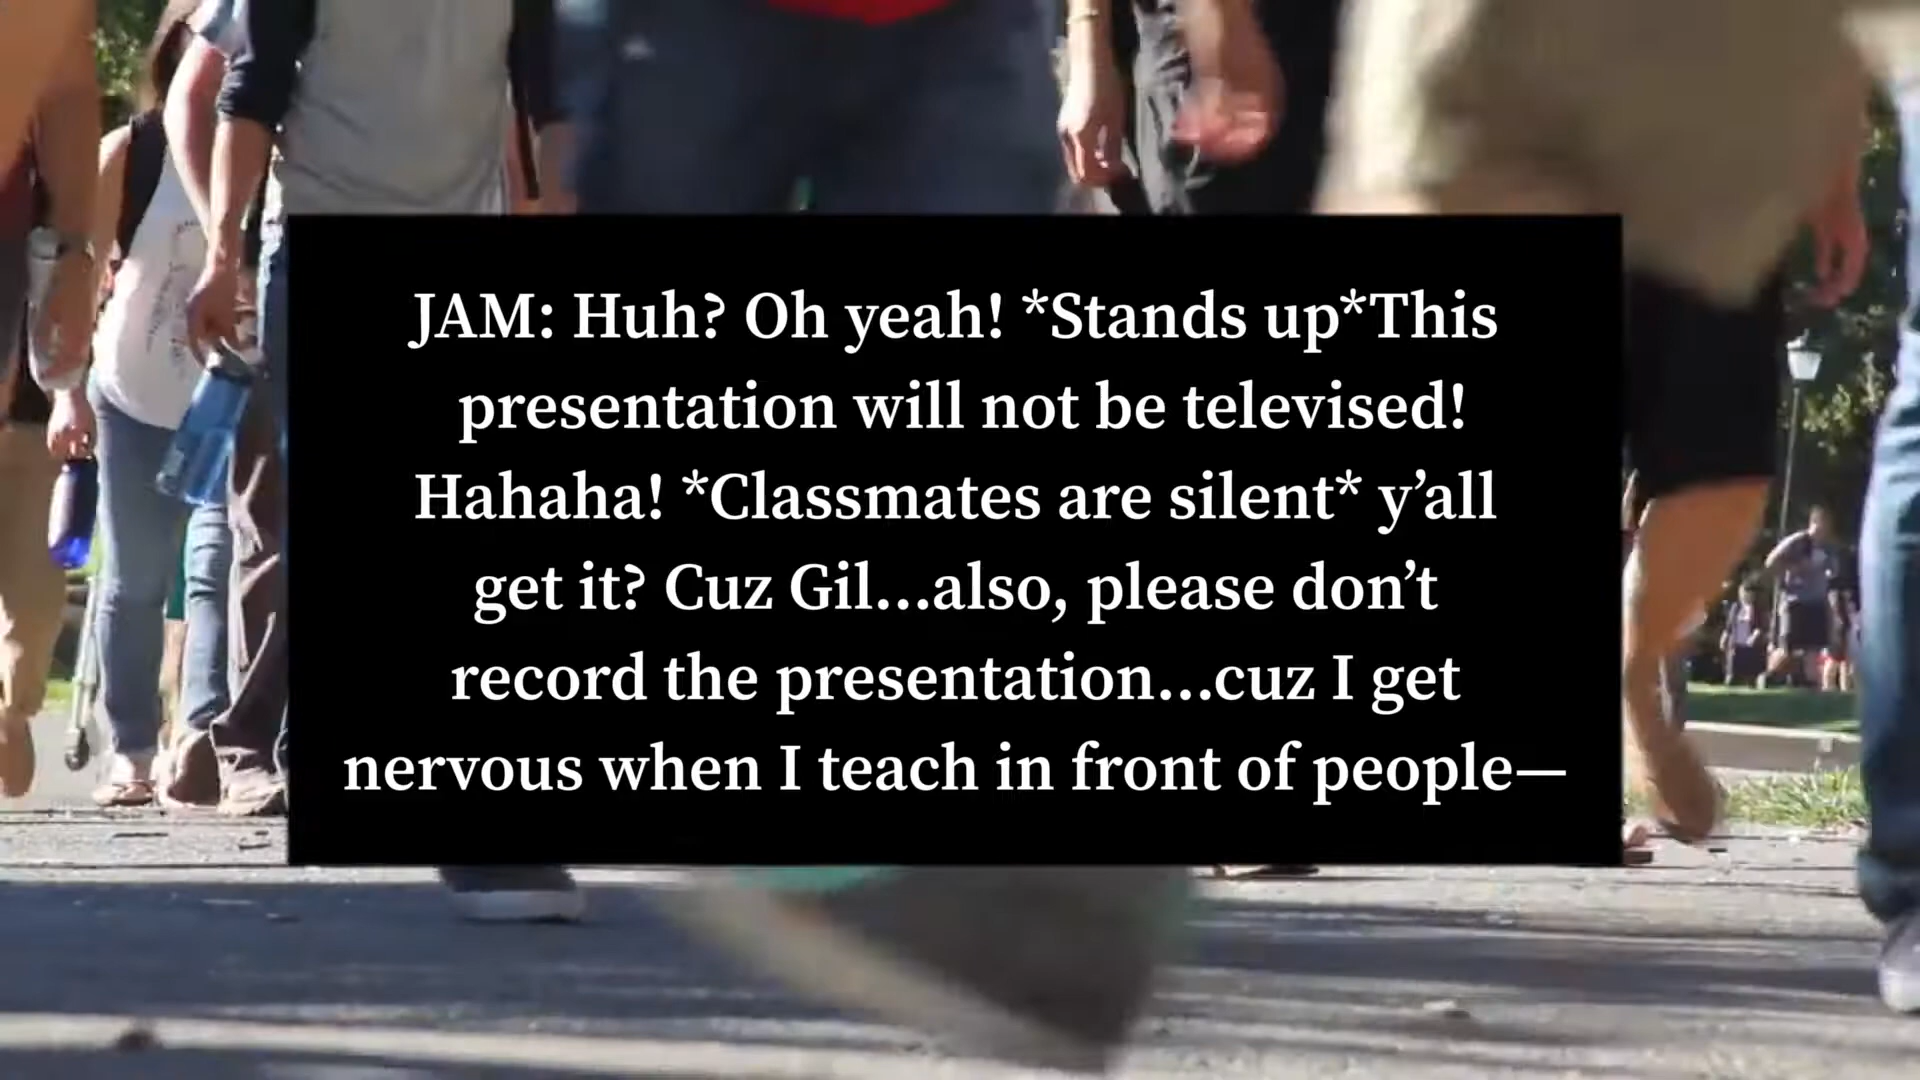 JAM: Huh? Oh yeah! *Stands up*This
presentation will not be televised!
Hahaha! *Classmates are silent* y’all
get it? Cuz Gil...also, please don’t
record the presentation...cuz I get
nervous when I teach in front of people—